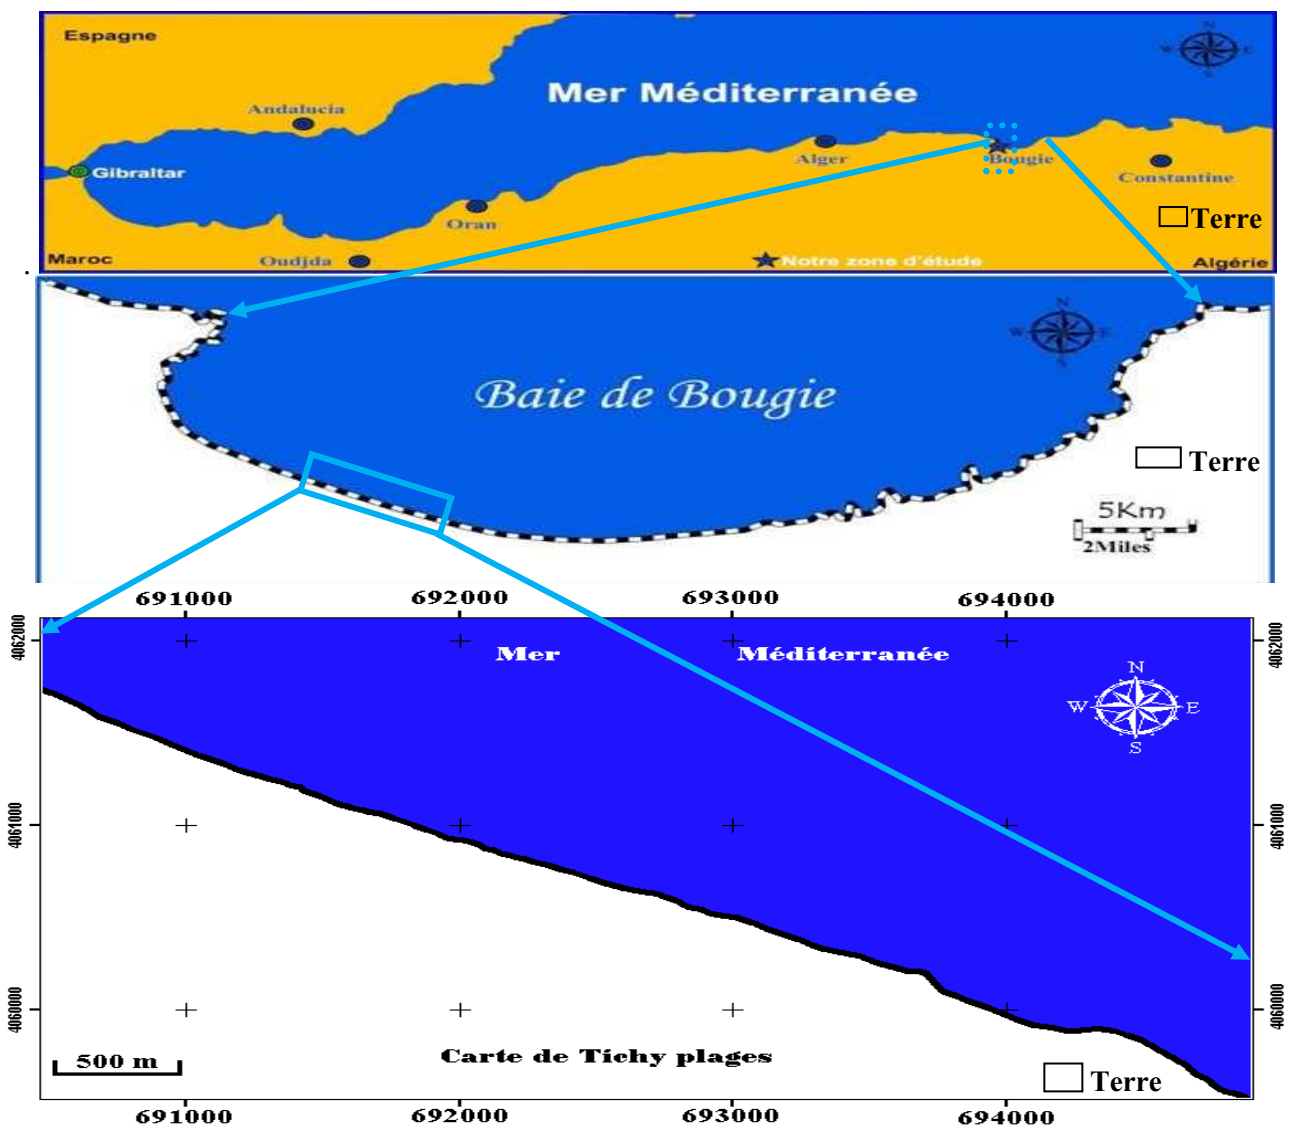 Espagne
N
W E
S
Mer Méditerranée
Andalucia
Alger
Bougie
Gibraltar
Constantine
Oran
Terre
Maroc
Oudjda
Notre zone d'étude
Algérie
.
N
W E
S
Baie de Bougie
Terre
5Km
2Miles
691000 692000 693000 694000
4062000
4062000
Mer Méditerranée
N
W E
S
4061000
4061000
4060000
4060000
Carte de Tichy plages
500 m
Terre
691000 692000 693000 694000